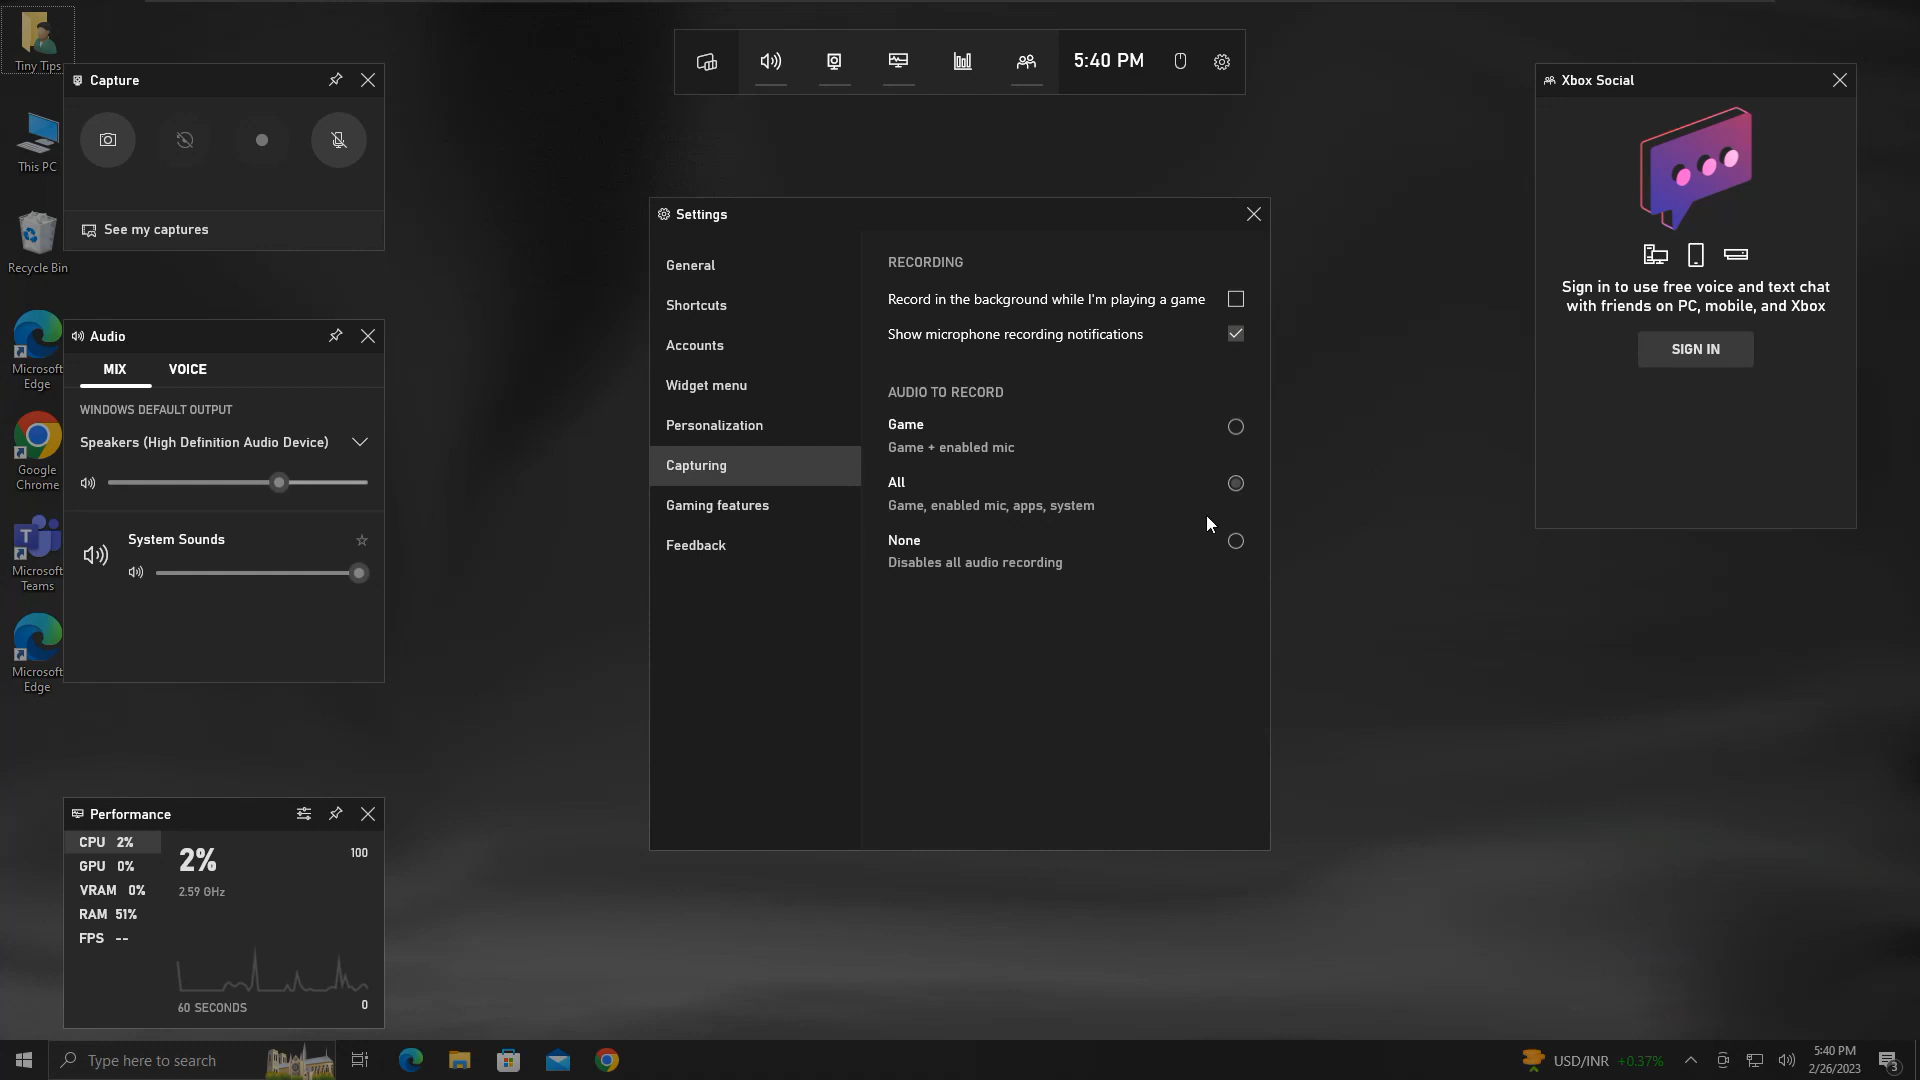 Tiny Tips
This PC
Recycle Bin
Microsoft
Edge
Google
Chrome
Microsoft
Teams
Microsoft
Edge
Capture
See my captures
Audio
MIX VOICE
WINDOWS DEFAULT OUTPUT
Speakers (High Definition Audio Device)
System Sounds
Performance
CPU 2%
GPU 0%
VRAM 0%
RAM 51%
FPS --
2%
2.59 GHz
100
60 SECONDS
0
5:40 PM
Settings
General
Shortcuts
Accounts
Widget menu
Personalization
Capturing
Gaming features
Feedback
RECORDING
Record in the background while I'm playing a game
Show microphone recording notifications
AUDIO TO RECORD
Game
Game + enabled mic
All
Game, enabled mic, apps, system
None
Disables all audio recording
Xbox Social
Sign in to use free voice and text chat
with friends on PC, mobile, and Xbox
SIGN IN
Type here to search
USD/INR +0.37%
5:40 PM
2/26/2023
3